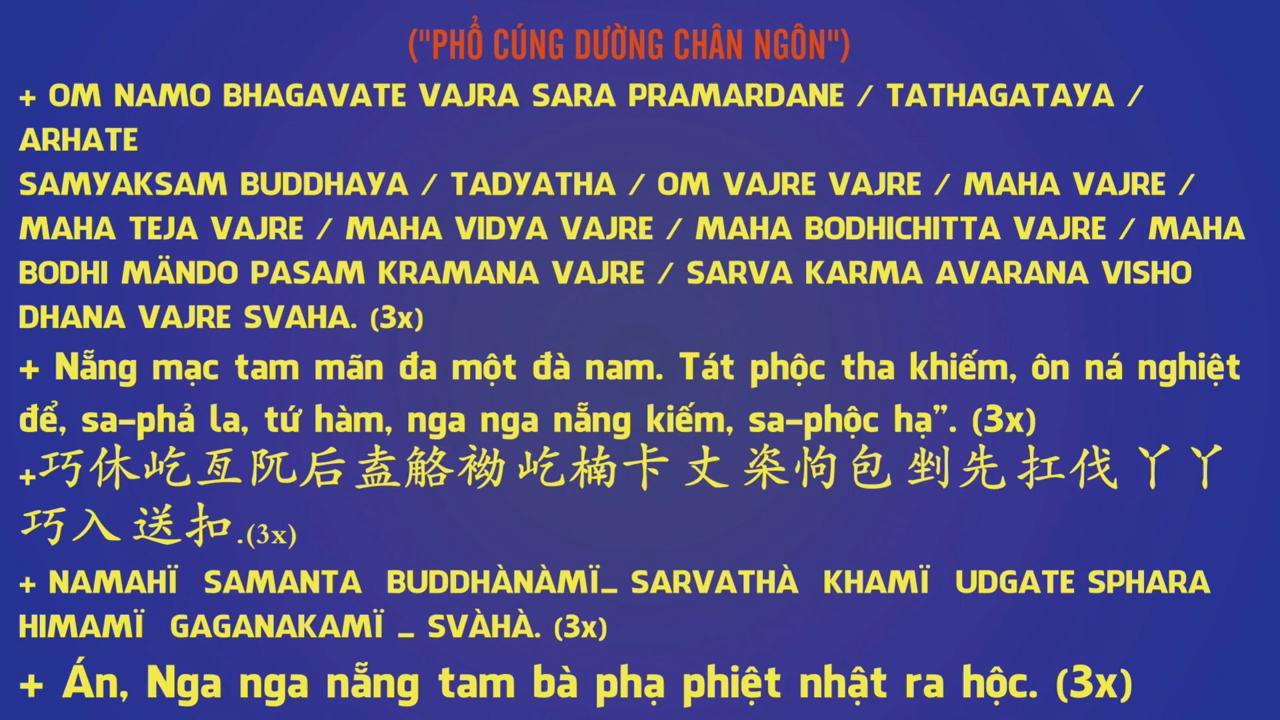 ("PHỔ CÚNG DƯỜNG CHÂN NGÔN")
+ OM NAMO BHAGAVATE VAJRA SARA PRAMARDANE / TATHAGATAYA /
ARHATE
SAMYAKSAM BUDDHAYA / TADYATHA / OM VAJRE VAJRE / MAHA VAJRE /
MAHA TEJA VAJRE / MAHA VIDYA VAJRE / MAHA BODHICHITTA VAJRE / MAHA
BODHI MÄNDO PASAM KRAMANA VAJRE / SARVA KARMA AVARANA VISHO
DHANA VAJRE SVAHA. (3x)
+ Nẵng mạc tam mãn đa một đà nam. Tát phộc tha khiếm, ôn ná nghiệt
để, sa-phả la, tứ hàm, nga nga nẵng kiếm, sa-phộc hạ”. (3x)
+巧休屹亙阢后盍觡袎 屹楠卡 丈 桼恦包 剉先 扛伐 丫丫
巧入 送扣.(3x)
+ NAMAHÏ SAMANTA BUDDHÀNÀMÏ_ SARVATHÀ KHAMÏ UDGATE SPHARA
HIMAMÏ GAGANAKAMÏ _ SVÀHÀ. (3x)
+ Án, Nga nga nẵng tam bà phạ phiệt nhật ra hộc. (3x)